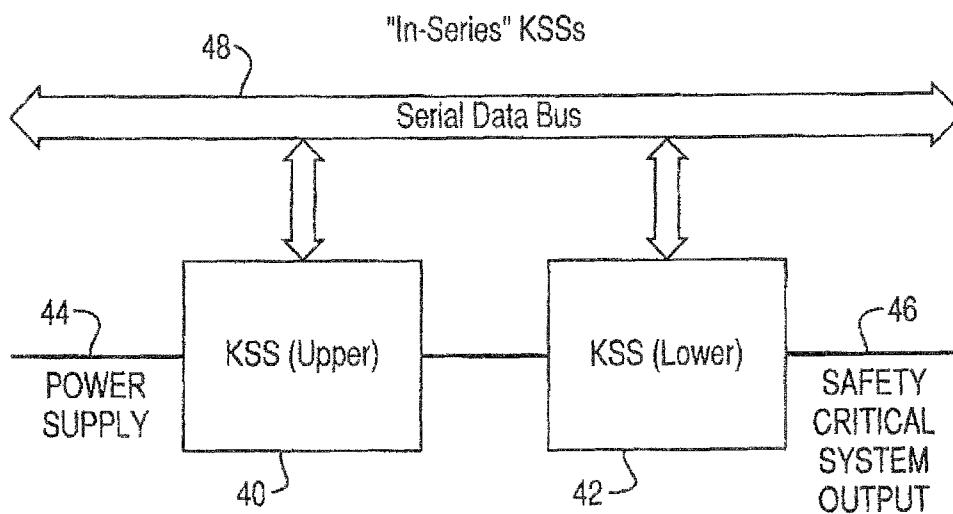 "In-Series" KSSs
48
Serial Data Bus
44
46
KSS (Upper)
KSS (Lower)
POWER
SUPPLY
SAFETY
CRITICAL
SYSTEM
OUTPUT
40
42